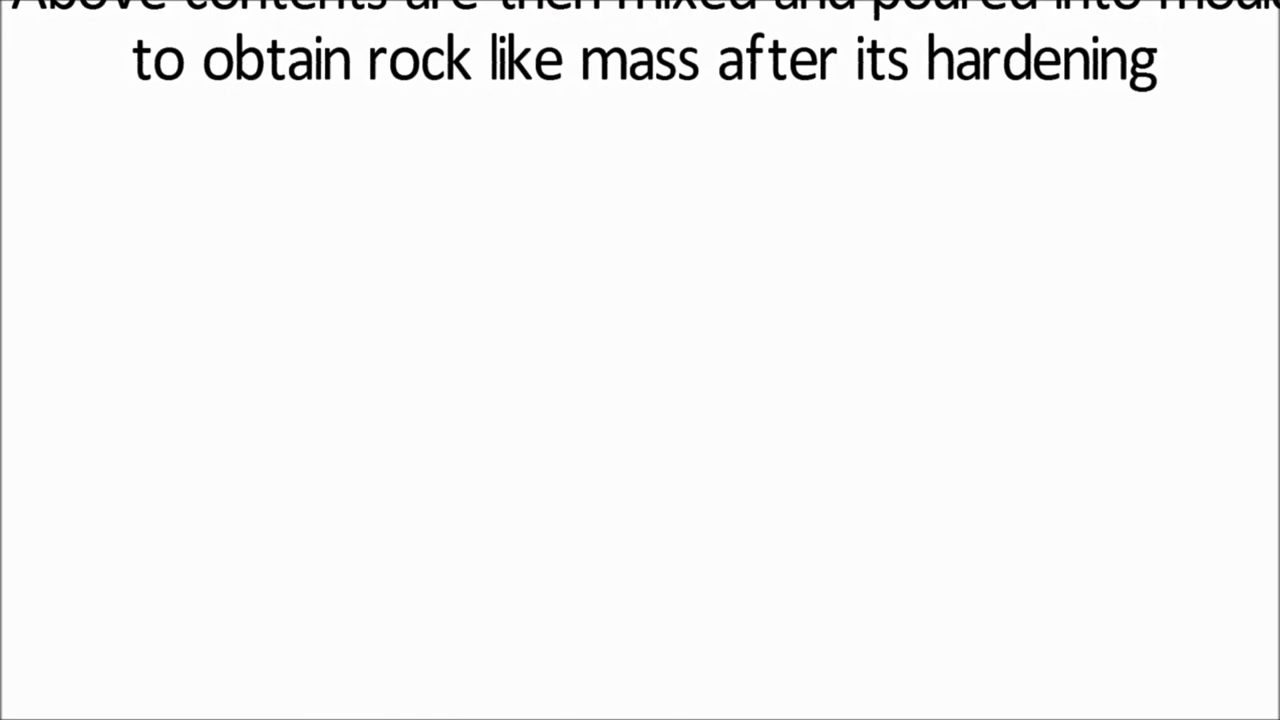 Above contents are then mixed and poured into
to obtain rock like mass after its hardening